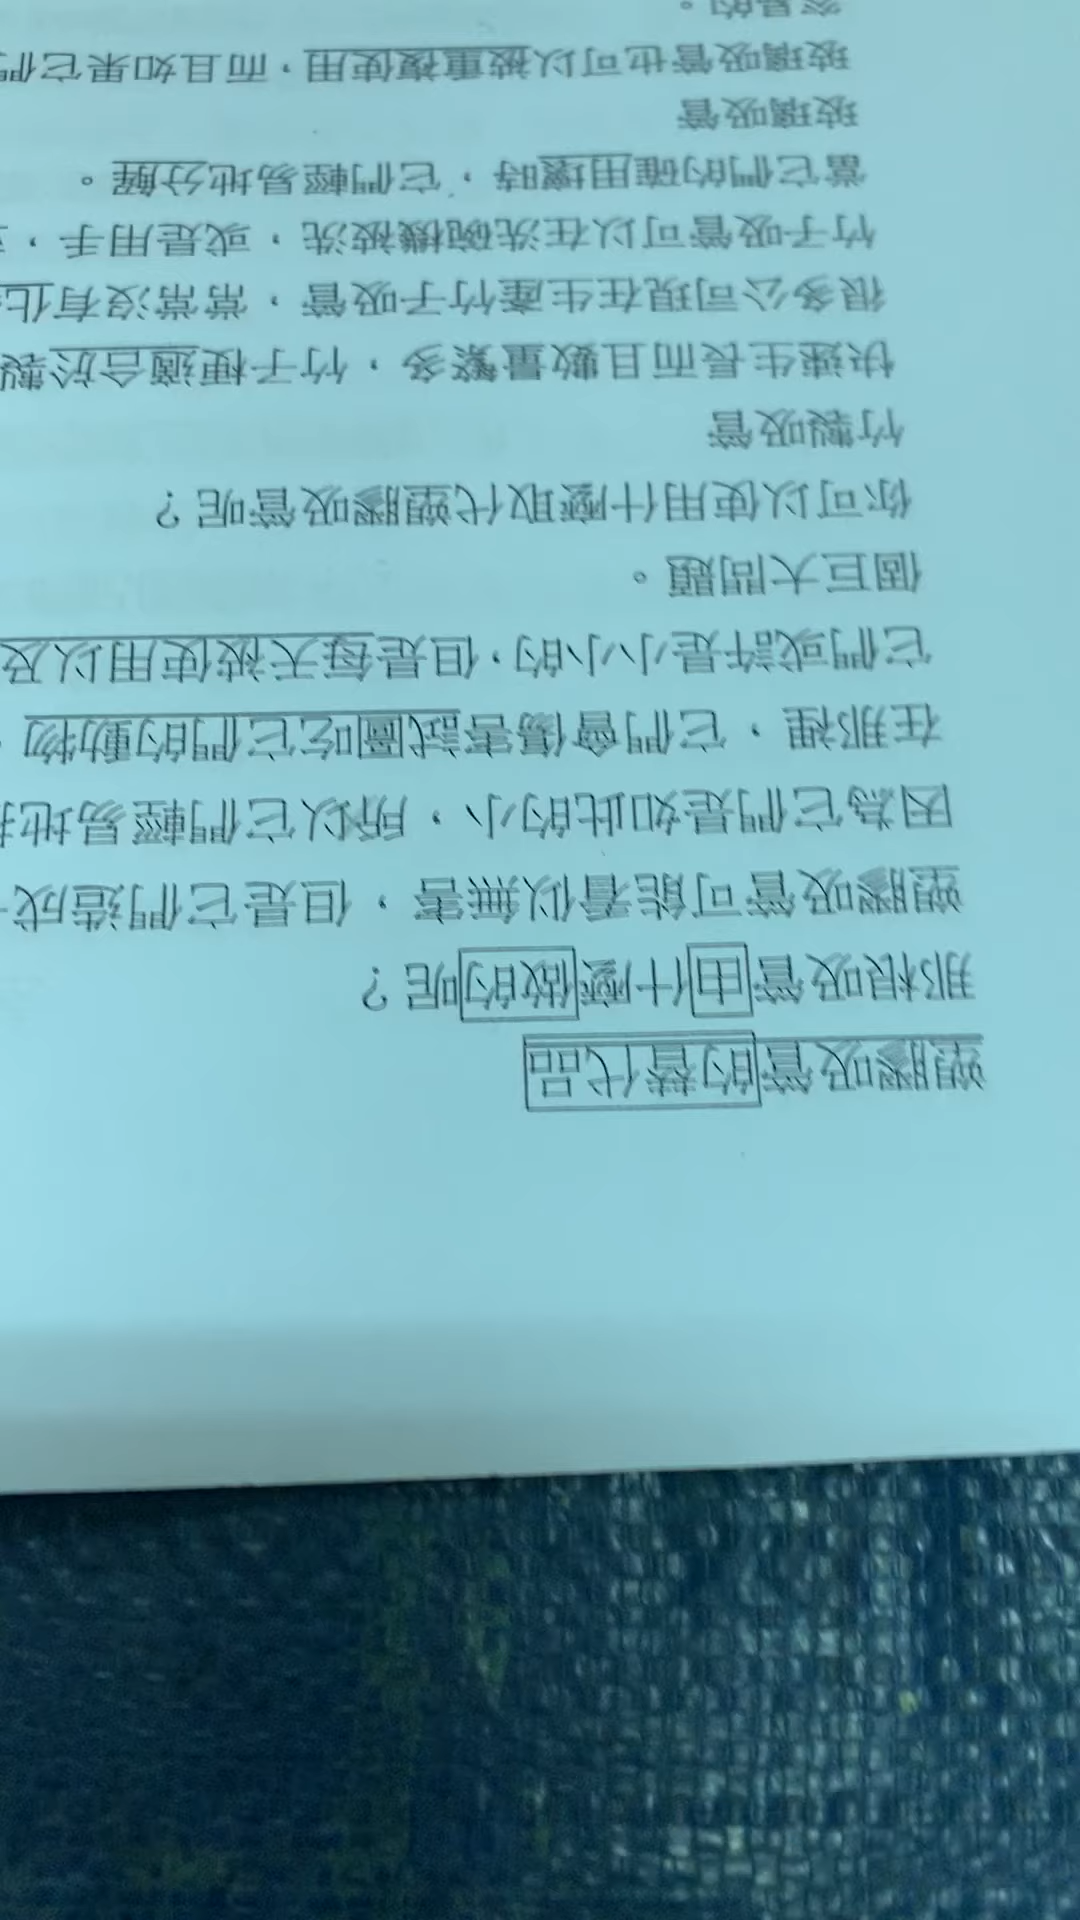 塑膠吸管的替代品
那根吸管由什麼做的呢？
塑膠吸管可能看似無害，但是它們造成
因為它們是如此的小，所以它們輕易地
在那裡，它們會傷害試圖吃它們的動物
它們或許是小小的，但是每天被使用以及
個巨大問題。
你可以使用什麼取代塑膠吸管呢？
竹製吸管
快速生長而且數量繁多，竹子梗適合於製
很多公司現在生產竹子吸管，常常沒有化
竹子吸管可以在洗碗機被洗，或是用手，
當它們的確用壞時，它們輕易地分解。
玻璃吸管
玻璃吸管也可以被重複使用，而且如果它們
容易的。